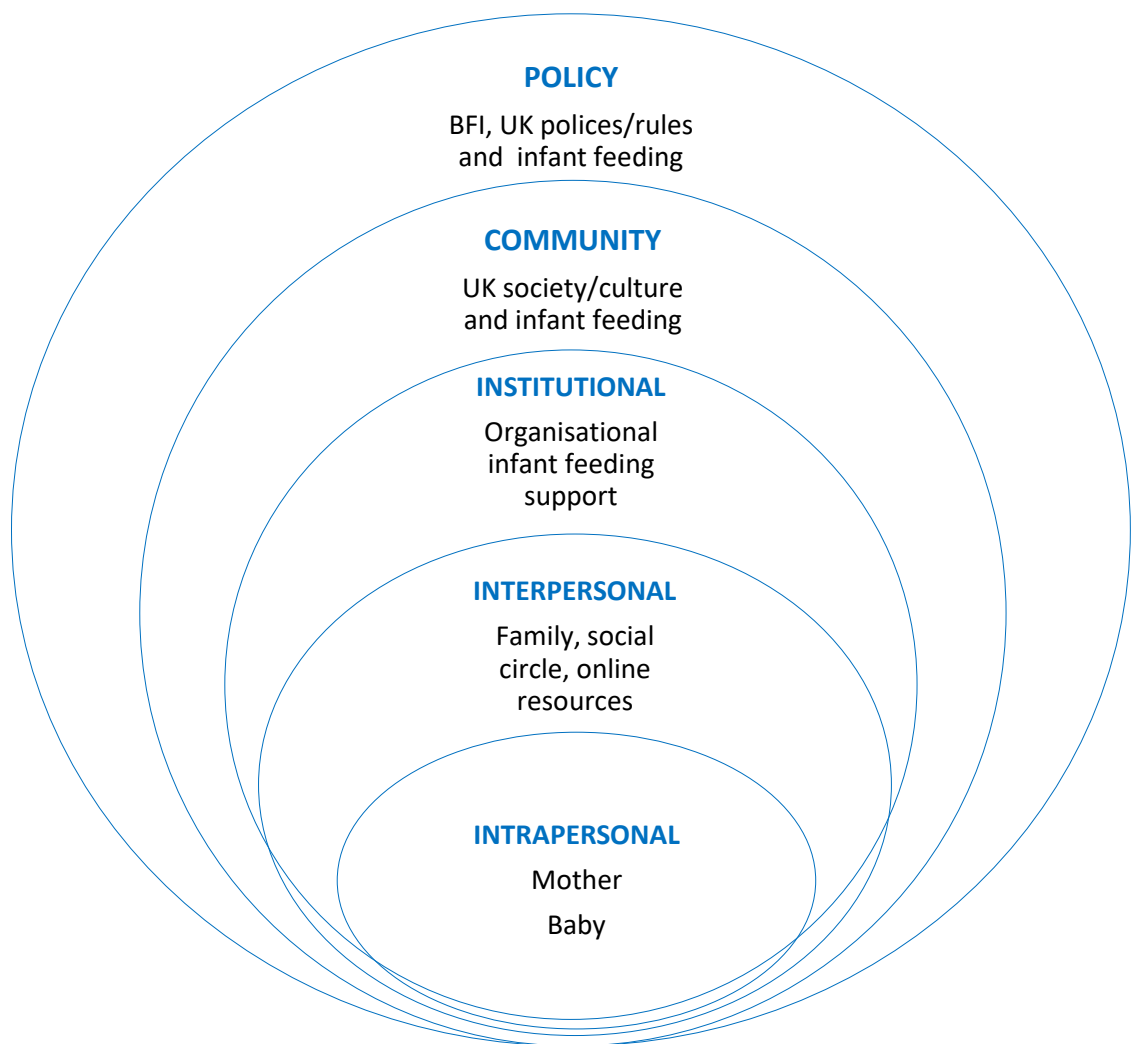 POLICY
BFI, UK polices/rules
and infant feeding
COMMUNITY
UK society/culture
and infant feeding
INSTITUTIONAL
Organisational
infant feeding
support
INTERPERSONAL
Family, social
circle, online
resources
INTRAPERSONAL
Mother
Baby